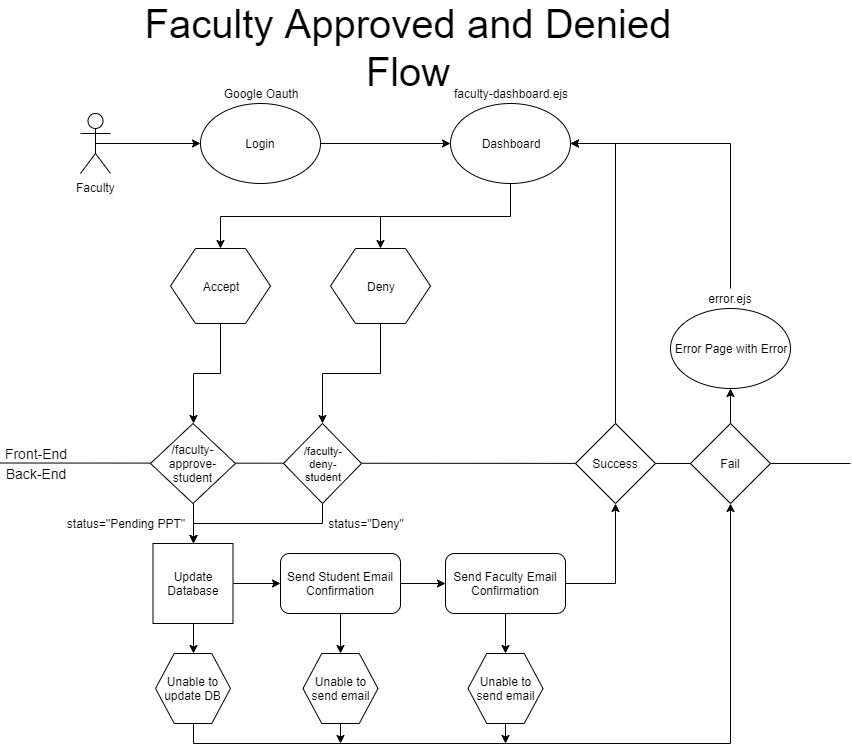 Faculty Approved and Denied
Flow
Google Oauth
faculty-dashboard.ejs
Login
Dashboard
Faculty
Accept
Deny
error.ejs
Error Page with Error
Front-End
Back-End
/faculty-
approve-
student
/faculty-
deny-
student
Success
Fail
status="Pending PPT"
status="Deny"
Update
Database
Send Student Email
Confirmation
Send Faculty Email
Confirmation
Unable to
update DB
Unable to
send email
Unable to
send email